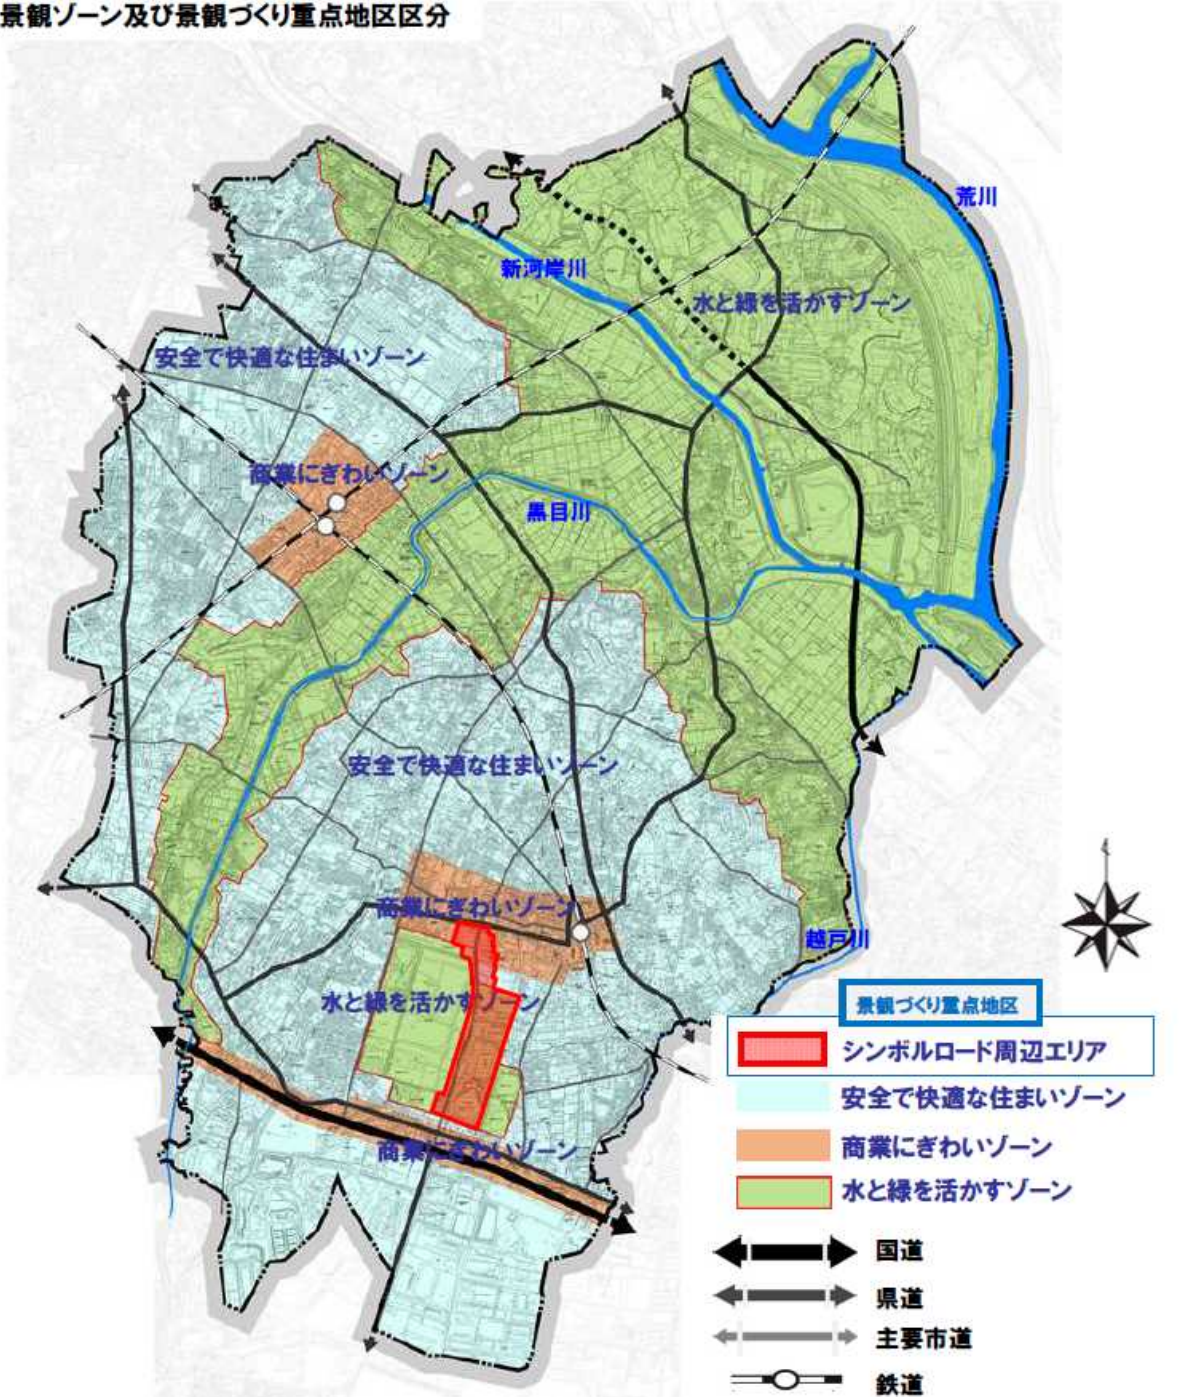 景観ゾーン及び景観づくり重点地区区分
荒川
新河岸川
水と緑を活かすゾーン
安全で快適な住まいゾーン
商業にぎわいゾーン
黒目川
安全で快適な住まいゾーン
商業にぎわいゾーン
越戸川
水と緑を活かすゾーン
商業にぎわいゾーン
景観づくり重点地区
シンボルロード周辺エリア
安全で快適な住まいゾーン
商業にぎわいゾーン
水と緑を活かすゾーン
国道
県道
主要市道
鉄道